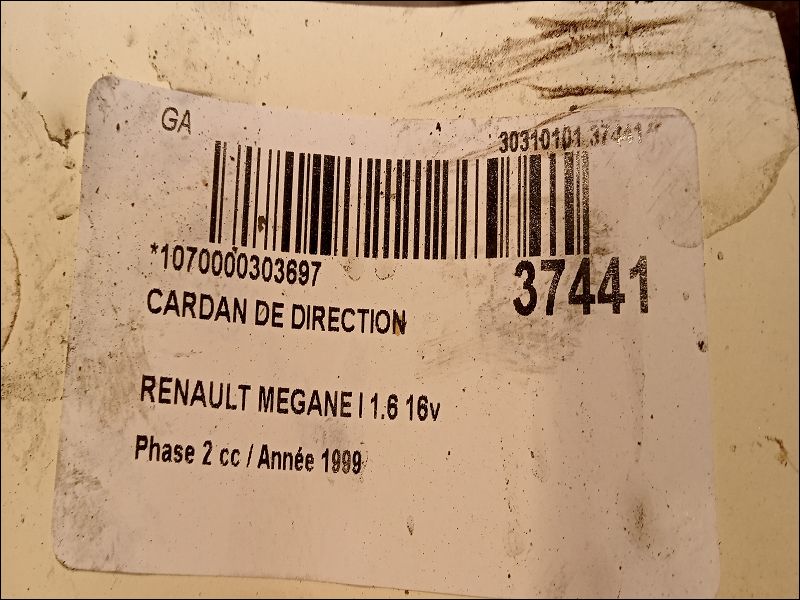 GA
30310101 37441
*1070000303697
37441
CARDAN DE DIRECTION
RENAULT MEGANE I 1.6 16v
Phase 2 cc / Année 1999